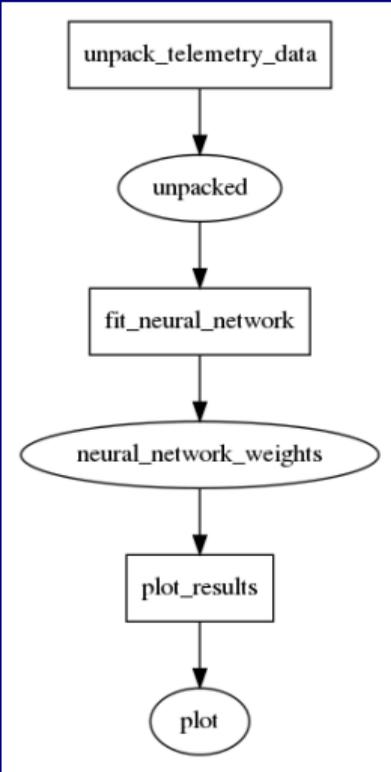 unpack_telemetry_data
unpacked
fit_neural_network
neural_network_weights
plot_results
plot